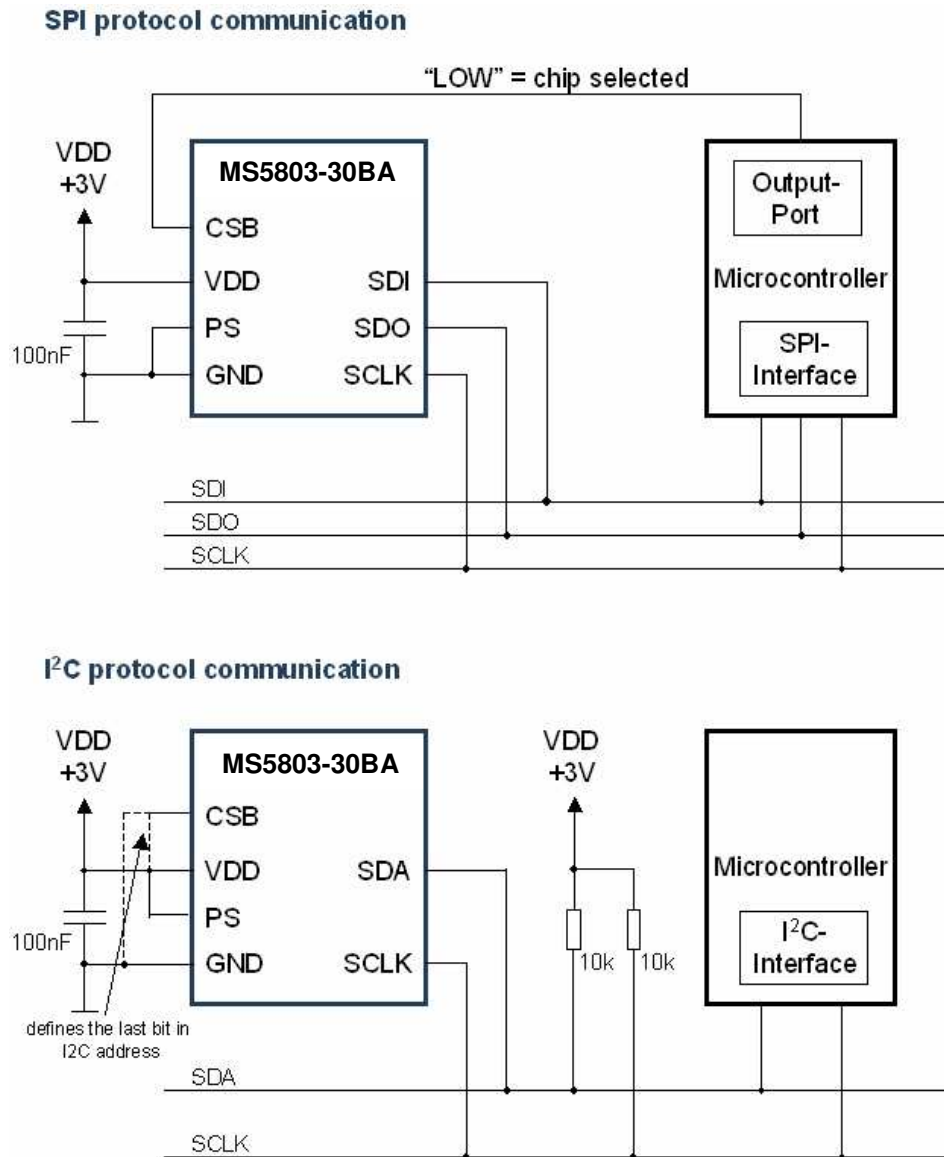 SPI protocol communication
"LOW" = chip selected
VDD
+3V
MS5803-30BA
CSB
VDD
PS
GND
SDI
SDO
SCLK
100nF
Output-
Port
Microcontroller
SPI-
Interface
SDI
SDO
SCLK
I²C protocol communication
VDD
+3V
MS5803-30BA
CSB
VDD
PS
GND
SDA
SCLK
100nF
defines the last bit in
I2C address
VDD
+3V
10k
10k
Microcontroller
I²C-
Interface
SDA
SCLK